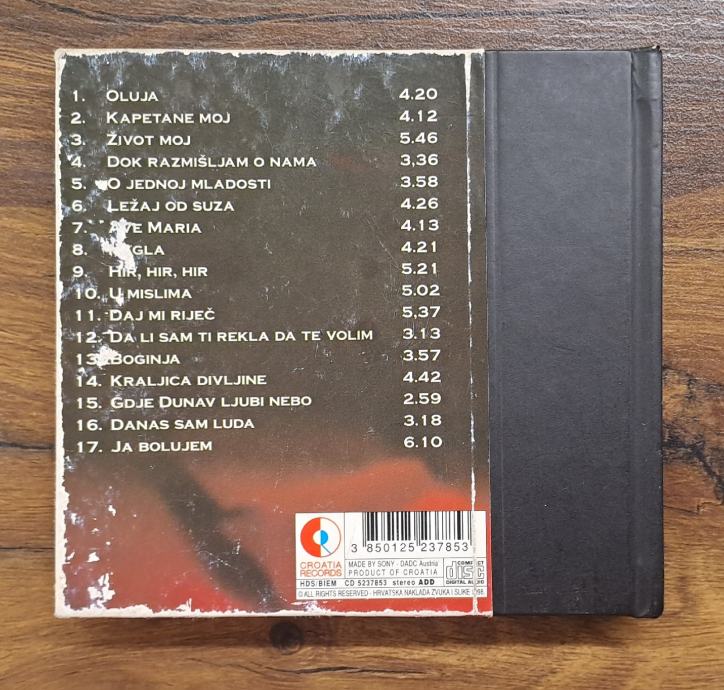 1. OLUJA 4.20
2. KAPETANE MOJ 4.12
3. ŽIVOT MOJ 5.46
4. DOK RAZMIŠLJAM O NAMA 3,36
5. O JEDNOJ MLADOSTI 3.58
6. LEŽAJ OD SUZA 4.26
7. AVE MARIA 4.13
8. 4.21
9. HIR, HIR, HIR 5.21
10. U MISLIMA 5.02
11. DAJ MI RIJEČ 5,37
12. DA LI SAM TI REKLA DA TE VOLIM 3.13
13. BOGINJA 3.57
14. KRALJICA DIVLJINE 4.42
15. GDJE DUNAV LJUBI NEBO 2.59
16. DANAS SAM LUDA 3.18
17. JA BOLUJEM 6.10
3 850125 237853
CROATIA
RECORDS
MADE BY SONY - DADC Austria
PRODUCT OF CROATIA
COMPACT
disc
DIGITAL AUDIO
HDS/BIEM CD 5237853 stereo ADD
© ALL RIGHTS RESERVED - HRVATSKA NAKLADA ZVUKA I SLIKE 1998